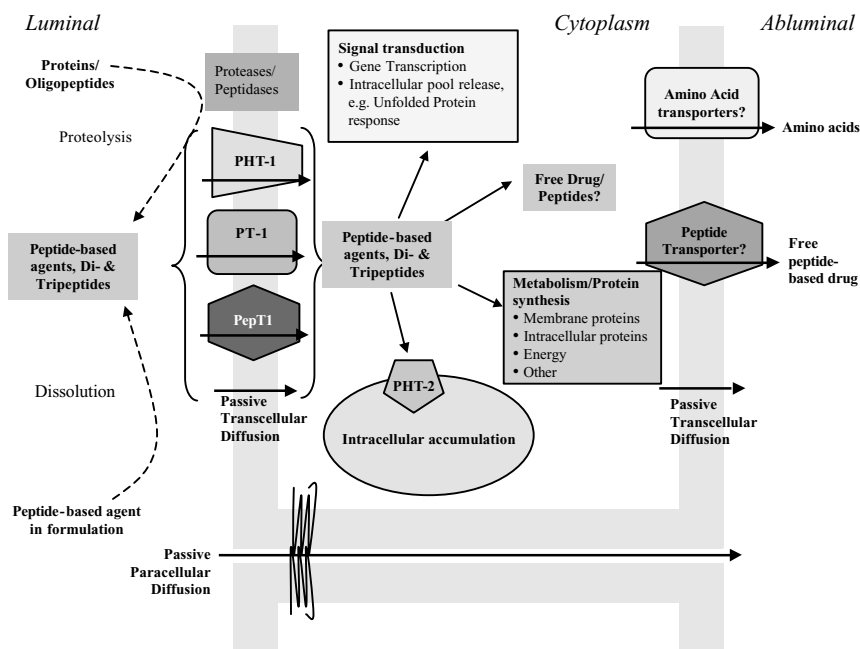 Luminal
Cytoplasm
Abluminal
Proteins/
Oligopeptides
Proteolysis
Peptide-based
agents, Di- &
Tripeptides
Dissolution
Peptide-based agent
in formulation
Proteases/
Peptidases
PHT-1
PT-1
PepT1
Passive
Transcellular
Diffusion
Signal transduction
• Gene Transcription
• Intracellular pool release,
e.g. Unfolded Protein
response
Free Drug/
Peptides?
Peptide-based
agents, Di- &
Tripeptides
Metabolism/Protein
synthesis
• Membrane proteins
• Intracellular proteins
• Energy
• Other
PHT-2
Intracellular accumulation
Amino Acid
transporters?
Amino acids
Peptide
Transporter?
Free
peptide-
based drug
Passive
Transcellular
Diffusion
Passive
Paracellular
Diffusion